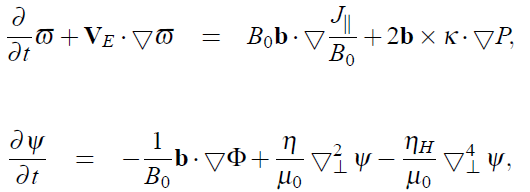 ∂/∂t ϖ + V_E · ▽ϖ = B_0 b · ▽ J_∥/B_0 + 2b × κ · ▽P,
∂ψ/∂t = −1/B_0 b · ▽Φ + η/μ_0 ▽_⊥^2 ψ − η_H/μ_0 ▽_⊥^4 ψ,